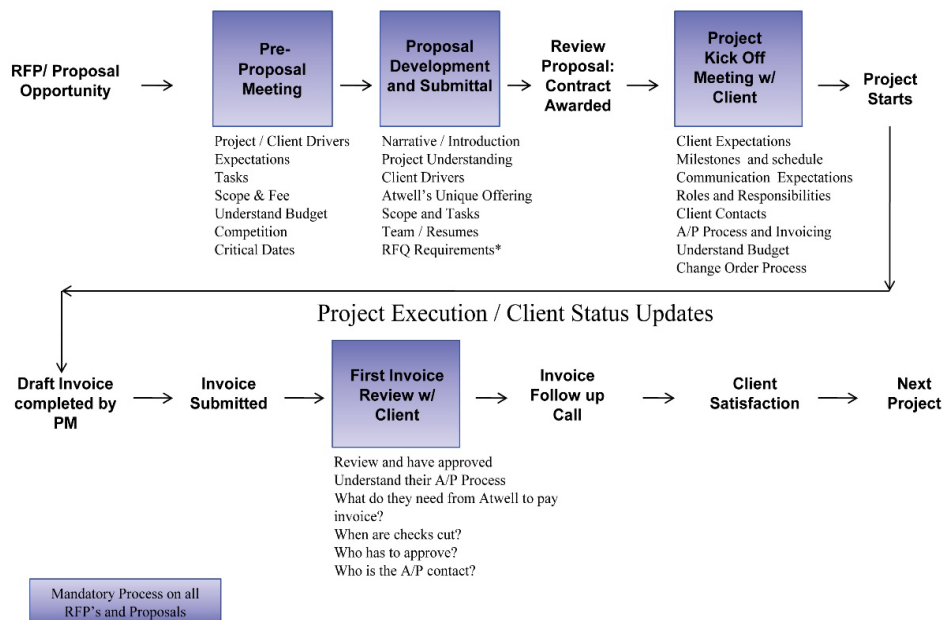 RFP/ Proposal
Opportunity
Pre-
Proposal
Meeting
Project / Client Drivers
Expectations
Tasks
Scope & Fee
Understand Budget
Competition
Critical Dates
Proposal
Development
and Submittal
Narrative / Introduction
Project Understanding
Client Drivers
Atwell's Unique Offering
Scope and Tasks
Team / Resumes
RFQ Requirements*
Review
Proposal:
Contract
Awarded
Project
Kick Off
Meeting w/
Client
Client Expectations
Milestones and schedule
Communication Expectations
Roles and Responsibilities
Client Contacts
A/P Process and Invoicing
Understand Budget
Change Order Process
Project
Starts
Project Execution / Client Status Updates
Draft Invoice
completed by
PM
Invoice
Submitted
First Invoice
Review w/
Client
Review and have approved
Understand their A/P Process
What do they need from Atwell to pay
invoice?
When are checks cut?
Who has to approve?
Who is the A/P contact?
Invoice
Follow up
Call
Client
Satisfaction
Next
Project
Mandatory Process on all
RFP's and Proposals